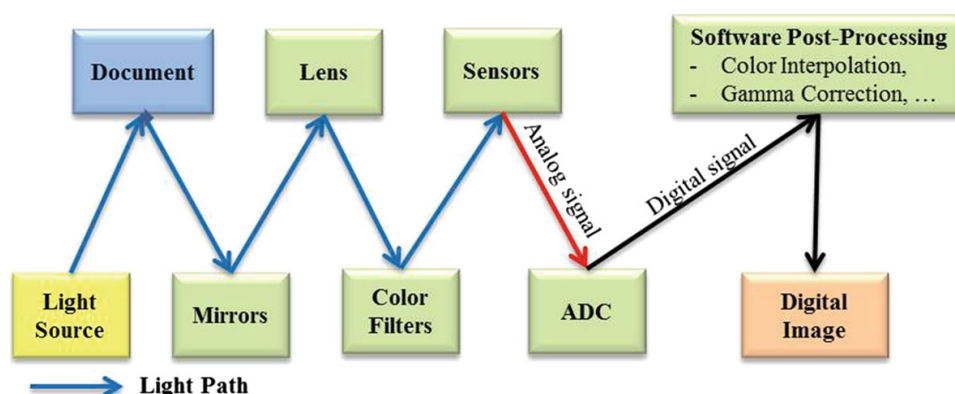 Document
Lens
Sensors
Software Post-Processing
- Color Interpolation,
- Gamma Correction, …
Analog signal
Digital signal
Light
Source
Mirrors
Color
Filters
ADC
Digital
Image
Light Path